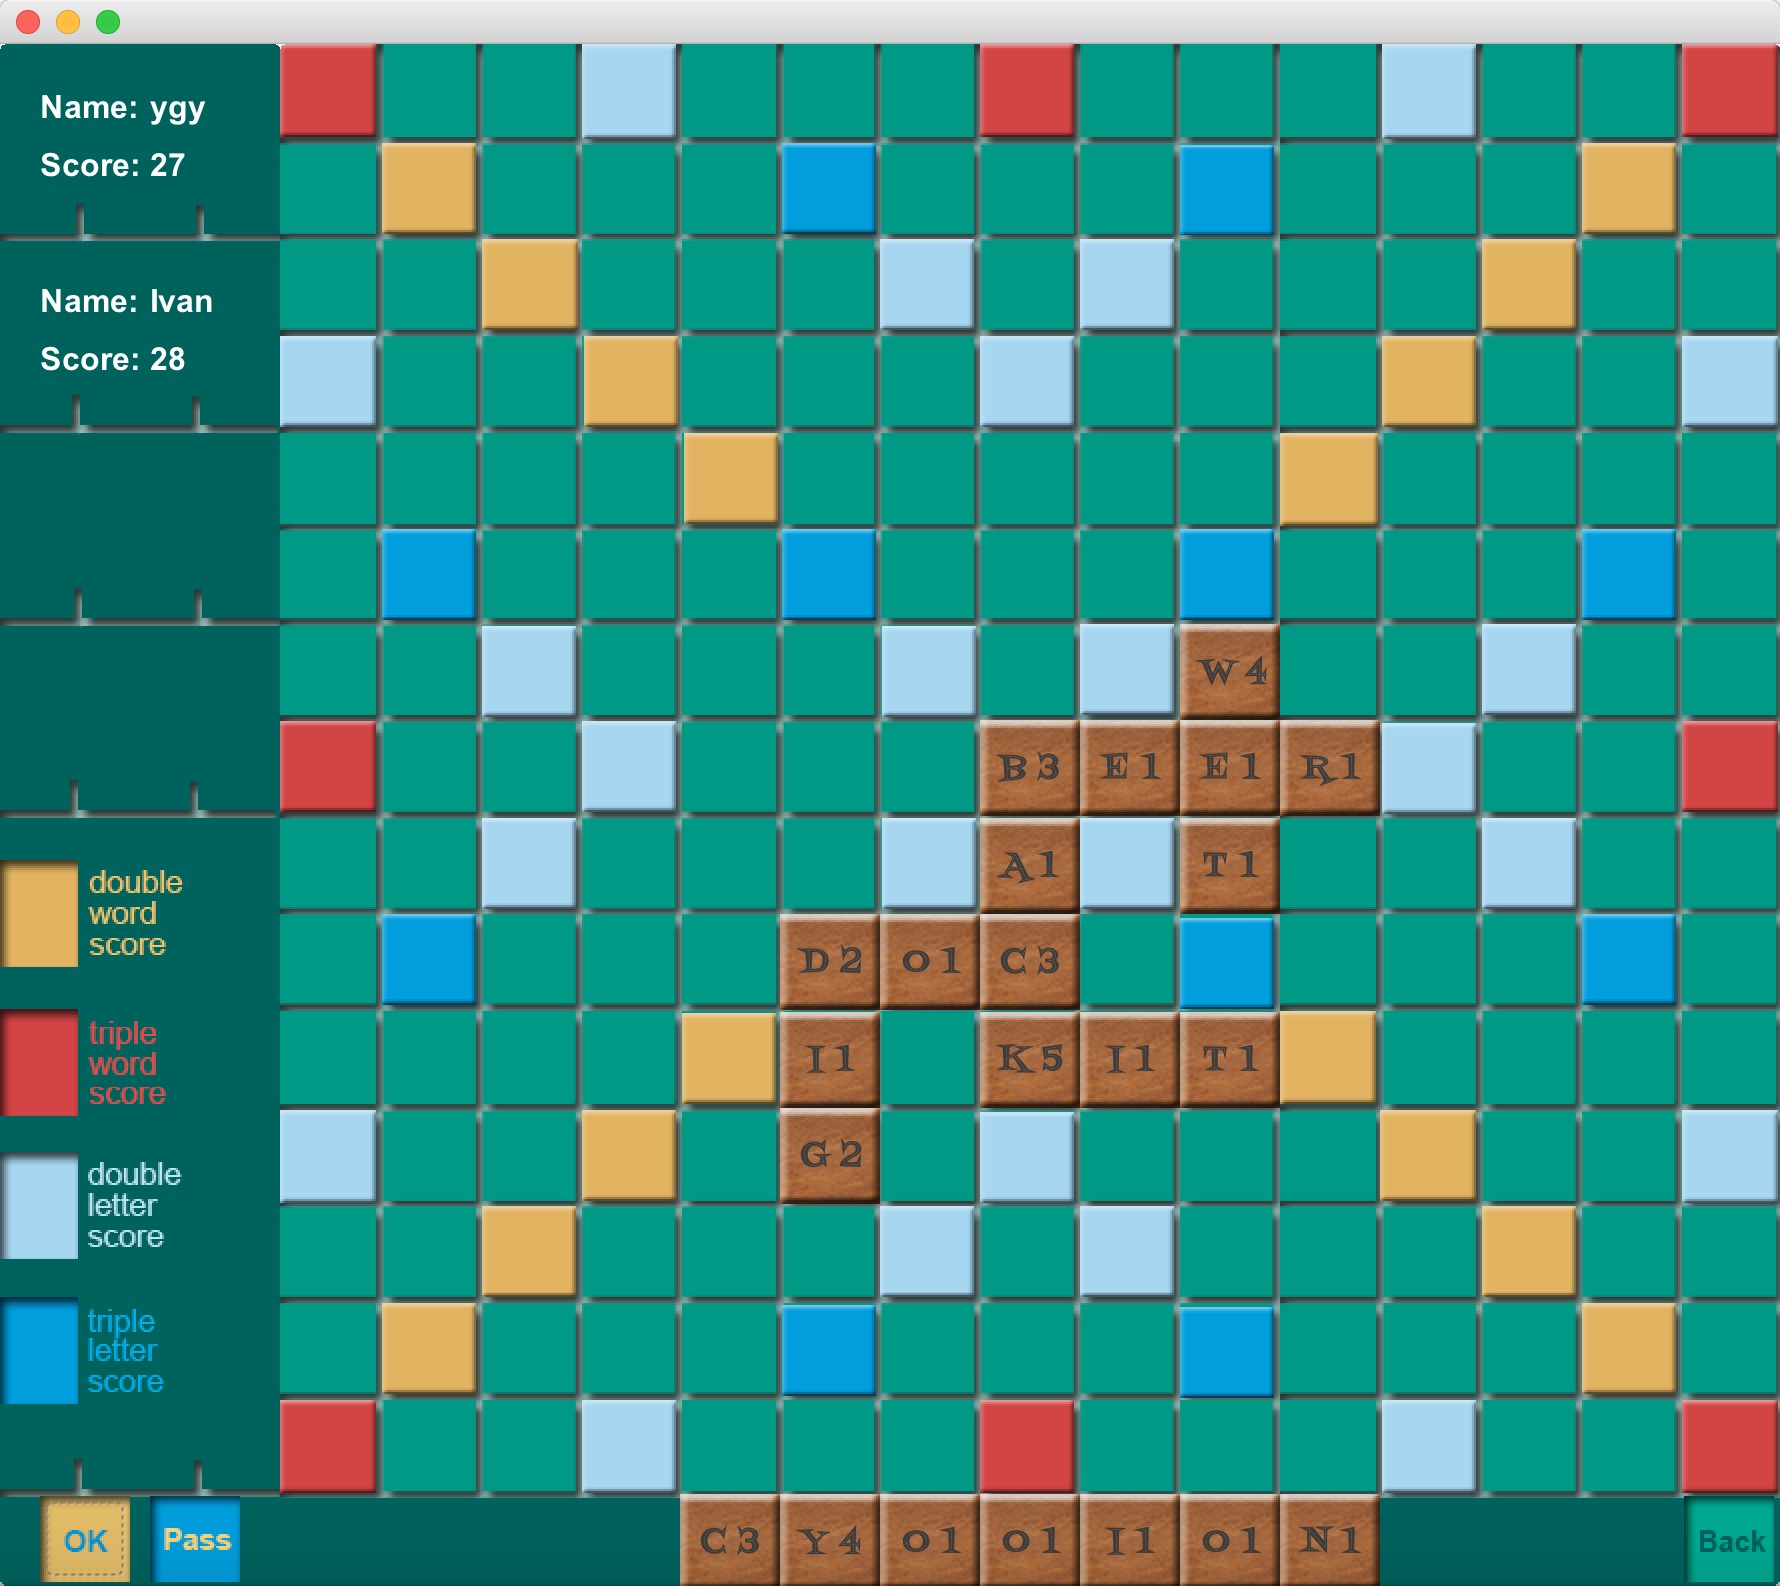 Name: ygy
Score: 27
Name: Ivan
Score: 28
W4
B3 E1 E1 R1
A1 T1
D2 O1 C3
I1 K5 I1 T1
G2
double
word
score
triple
word
score
double
letter
score
triple
letter
score
OK Pass C3 Y4 O1 O1 I1 O1 N1 Back